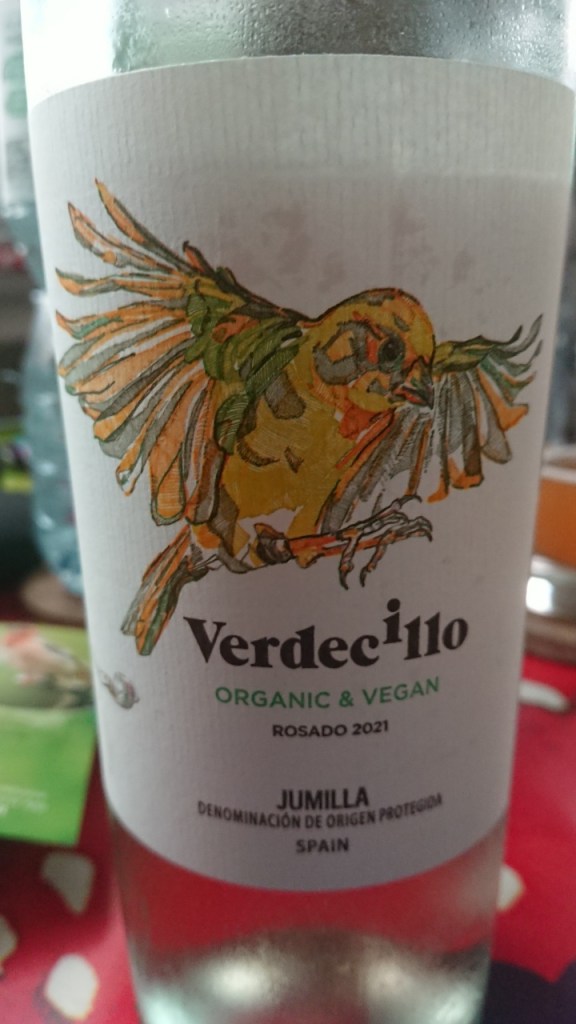 Verdecillo
ORGANIC & VEGAN
ROSADO 2021
JUMILLA
DENOMINACIÓN DE ORIGEN PROTEGIDA
SPAIN